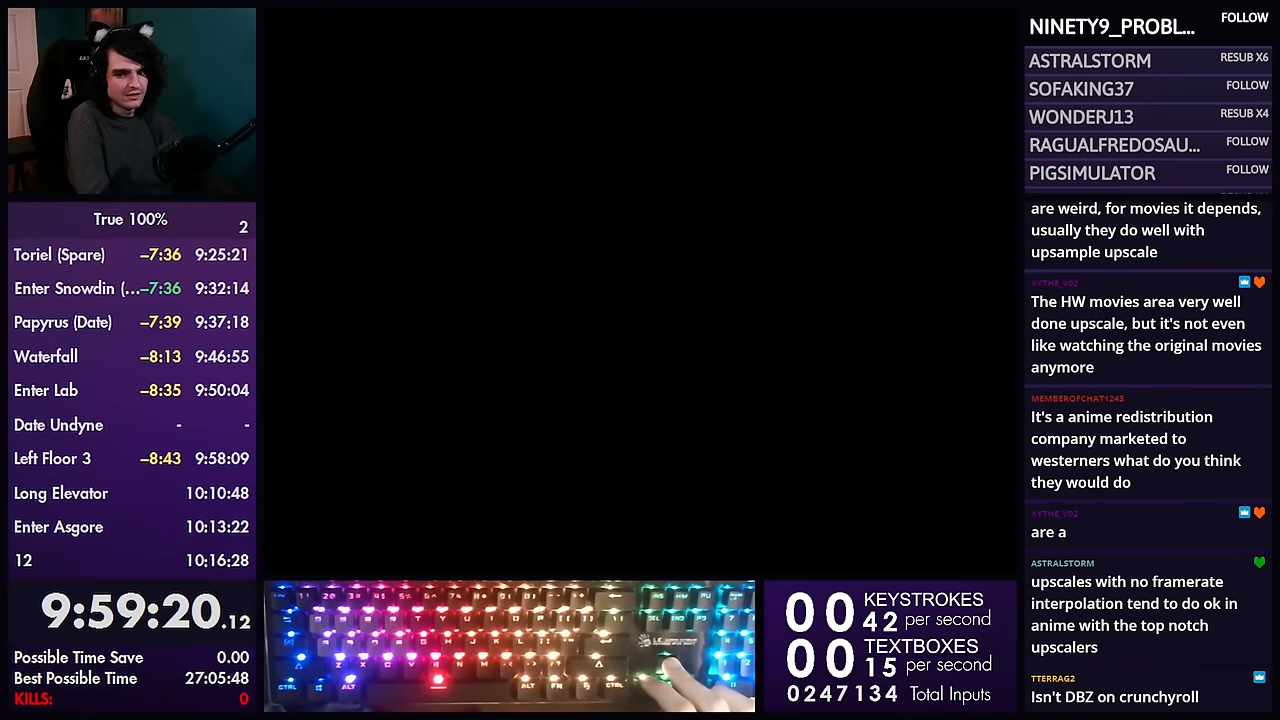 True 100%
2
Toriel (Spare) −7:36 9:25:21
Enter Snowdin (... −7:36 9:32:14
Papyrus (Date) −7:39 9:37:18
Waterfall −8:13 9:46:55
Enter Lab −8:35 9:50:04
Date Undyne - -
Left Floor 3 −8:43 9:58:09
Long Elevator 10:10:48
Enter Asgore 10:13:22
12 10:16:28
9:59:20.12
Possible Time Save 0.00
Best Possible Time 27:05:48
KILLS: 0
00.42 KEYSTROKES per second
00.15 TEXTBOXES per second
0247134 Total Inputs
NINETY9_PROBL... FOLLOW
ASTRALSTORM RESUB X6
SOFAKING37 FOLLOW
WONDERJ13 RESUB X4
RAGUALFREDOSAU... FOLLOW
PIGSIMULATOR FOLLOW
are weird, for movies it depends,
usually they do well with
upsample upscale
XYTHE_V02
The HW movies area very well
done upscale, but it's not even
like watching the original movies
anymore
MEMBEROFCHAT1243
It's a anime redistribution
company marketed to
westerners what do you think
they would do
XYTHE_V02
are a
ASTRALSTORM
upscales with no framerate
interpolation tend to do ok in
anime with the top notch
upscalers
TTERRAG2
Isn't DBZ on crunchyroll